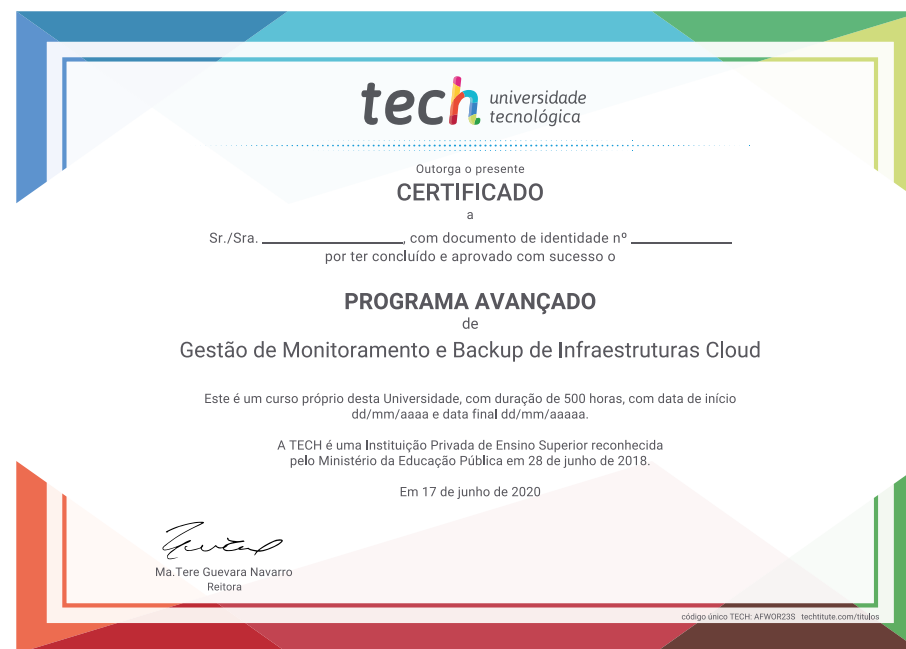 tech universidade
tecnológica
Outorga o presente
CERTIFICADO
a
Sr./Sra. ________________, com documento de identidade nº ____________
por ter concluído e aprovado com sucesso o
PROGRAMA AVANÇADO
de
Gestão de Monitoramento e Backup de Infraestruturas Cloud
Este é um curso próprio desta Universidade, com duração de 500 horas, com data de início
dd/mm/aaaa e data final dd/mm/aaaaa.
A TECH é uma Instituição Privada de Ensino Superior reconhecida
pelo Ministério da Educação Pública em 28 de junho de 2018.
Em 17 de junho de 2020
Ma.Tere Guevara Navarro
Reitora
código único TECH: AFWOR23S techtitute.com/titulos